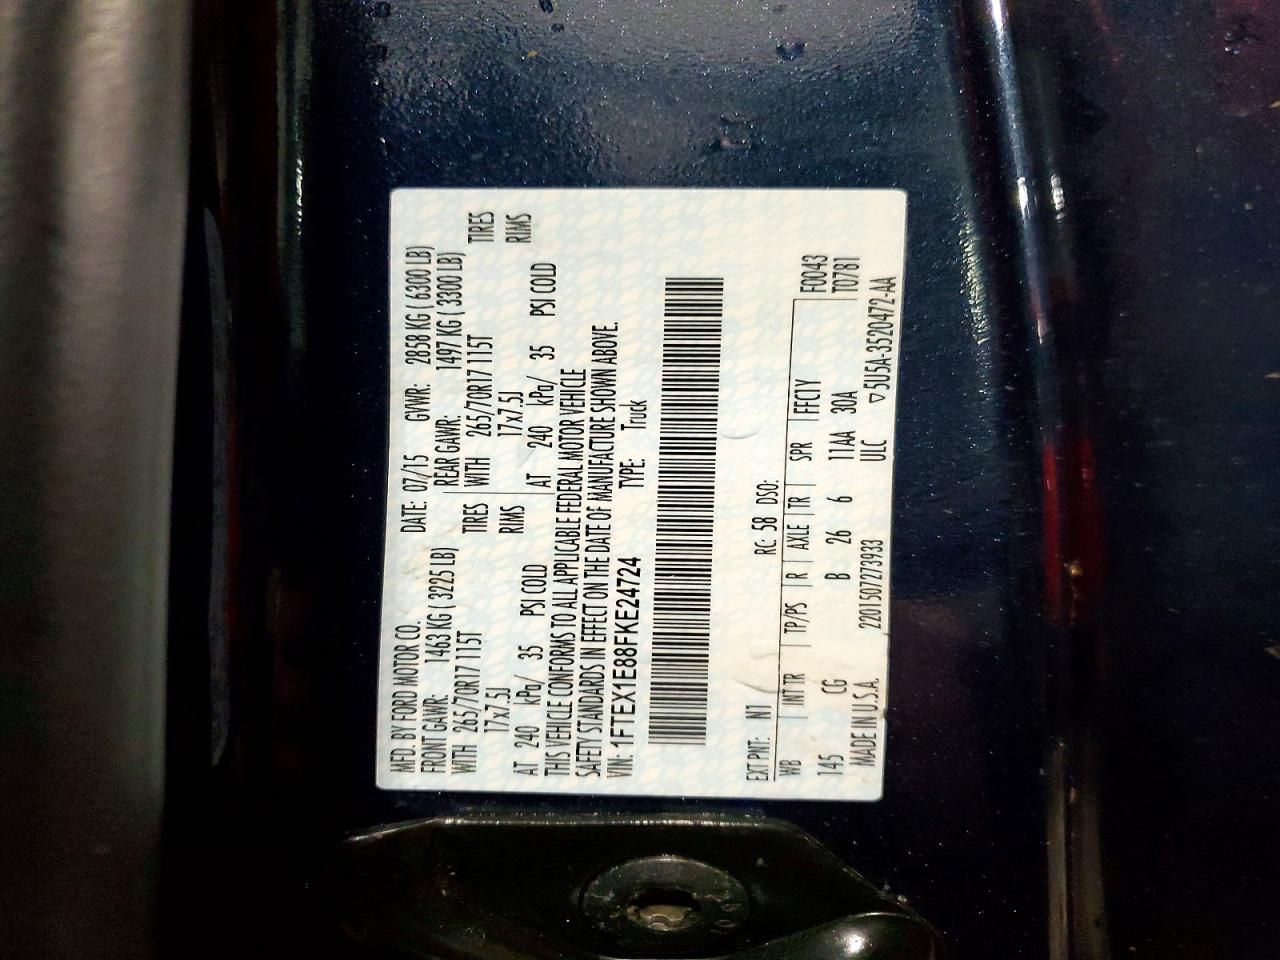 MFD. BY FORD MOTOR CO. DATE: 07/15 GVWR: 2858 KG ( 6300 LB)
FRONT GAWR: 1463 KG ( 3225 LB) REAR GAWR: 1497 KG ( 3300 LB)
WITH 265/70R17 115T TIRES WITH 265/70R17 115T TIRES
17x7.5J RIMS 17x7.5J RIMS
AT 240 kPa/ 35 PSI COLD AT 240 kPa/ 35 PSI COLD
THIS VEHICLE CONFORMS TO ALL APPLICABLE FEDERAL MOTOR VEHICLE
SAFETY STANDARDS IN EFFECT ON THE DATE OF MANUFACTURE SHOWN ABOVE.
VIN: 1FTEX1E88FKE24724 TYPE: Truck
EXT PNT: N1 RC: 58 DSO:
WB INT TR TP/PS R AXLE TR SPR FFCIY F0043
145 CG B 26 6 11AA 30A T0781
MADE IN U.S.A. 2201507273933 ULC ▽5U5A-3520472-AA